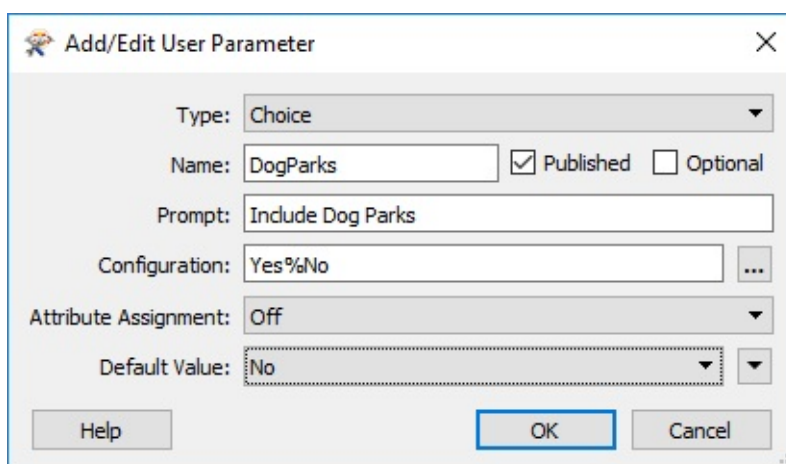 Add/Edit User Parameter
Type: Choice
Name: DogParks Published Optional
Prompt: Include Dog Parks
Configuration: Yes%No ...
Attribute Assignment: Off
Default Value: No
Help OK Cancel